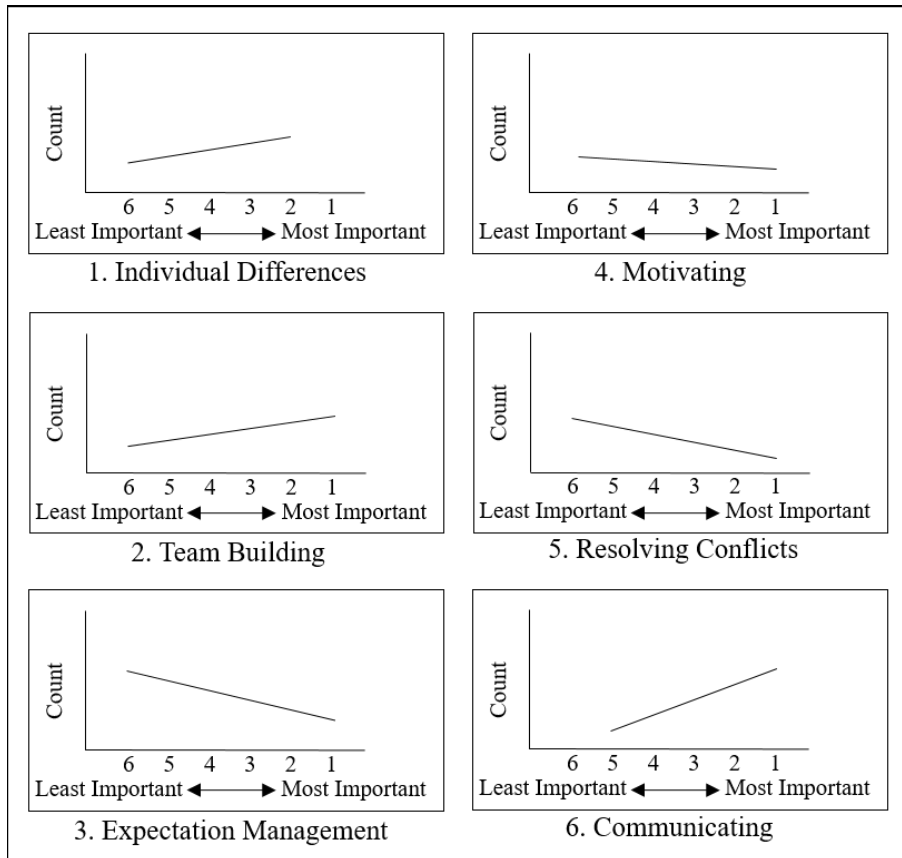 Count
6 5 4 3 2 1
Least Important Most Important
1. Individual Differences
Count
6 5 4 3 2 1
Least Important Most Important
4. Motivating
Count
6 5 4 3 2 1
Least Important Most Important
2. Team Building
Count
6 5 4 3 2 1
Least Important Most Important
5. Resolving Conflicts
Count
6 5 4 3 2 1
Least Important Most Important
3. Expectation Management
Count
6 5 4 3 2 1
Least Important Most Important
6. Communicating